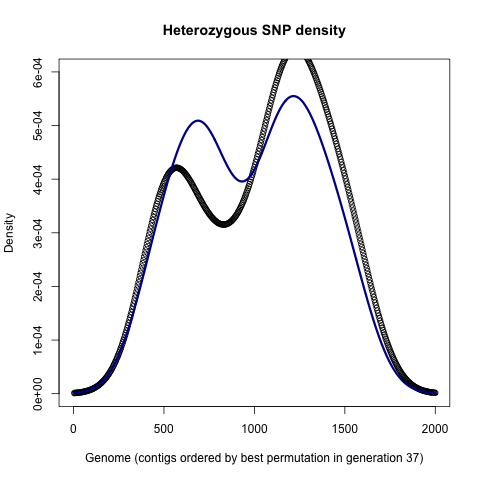 Heterozygous SNP density
6e-04
5e-04
4e-04
3e-04
2e-04
1e-04
0e+00
Density
0 500 1000 1500 2000
Genome (contigs ordered by best permutation in generation 37)